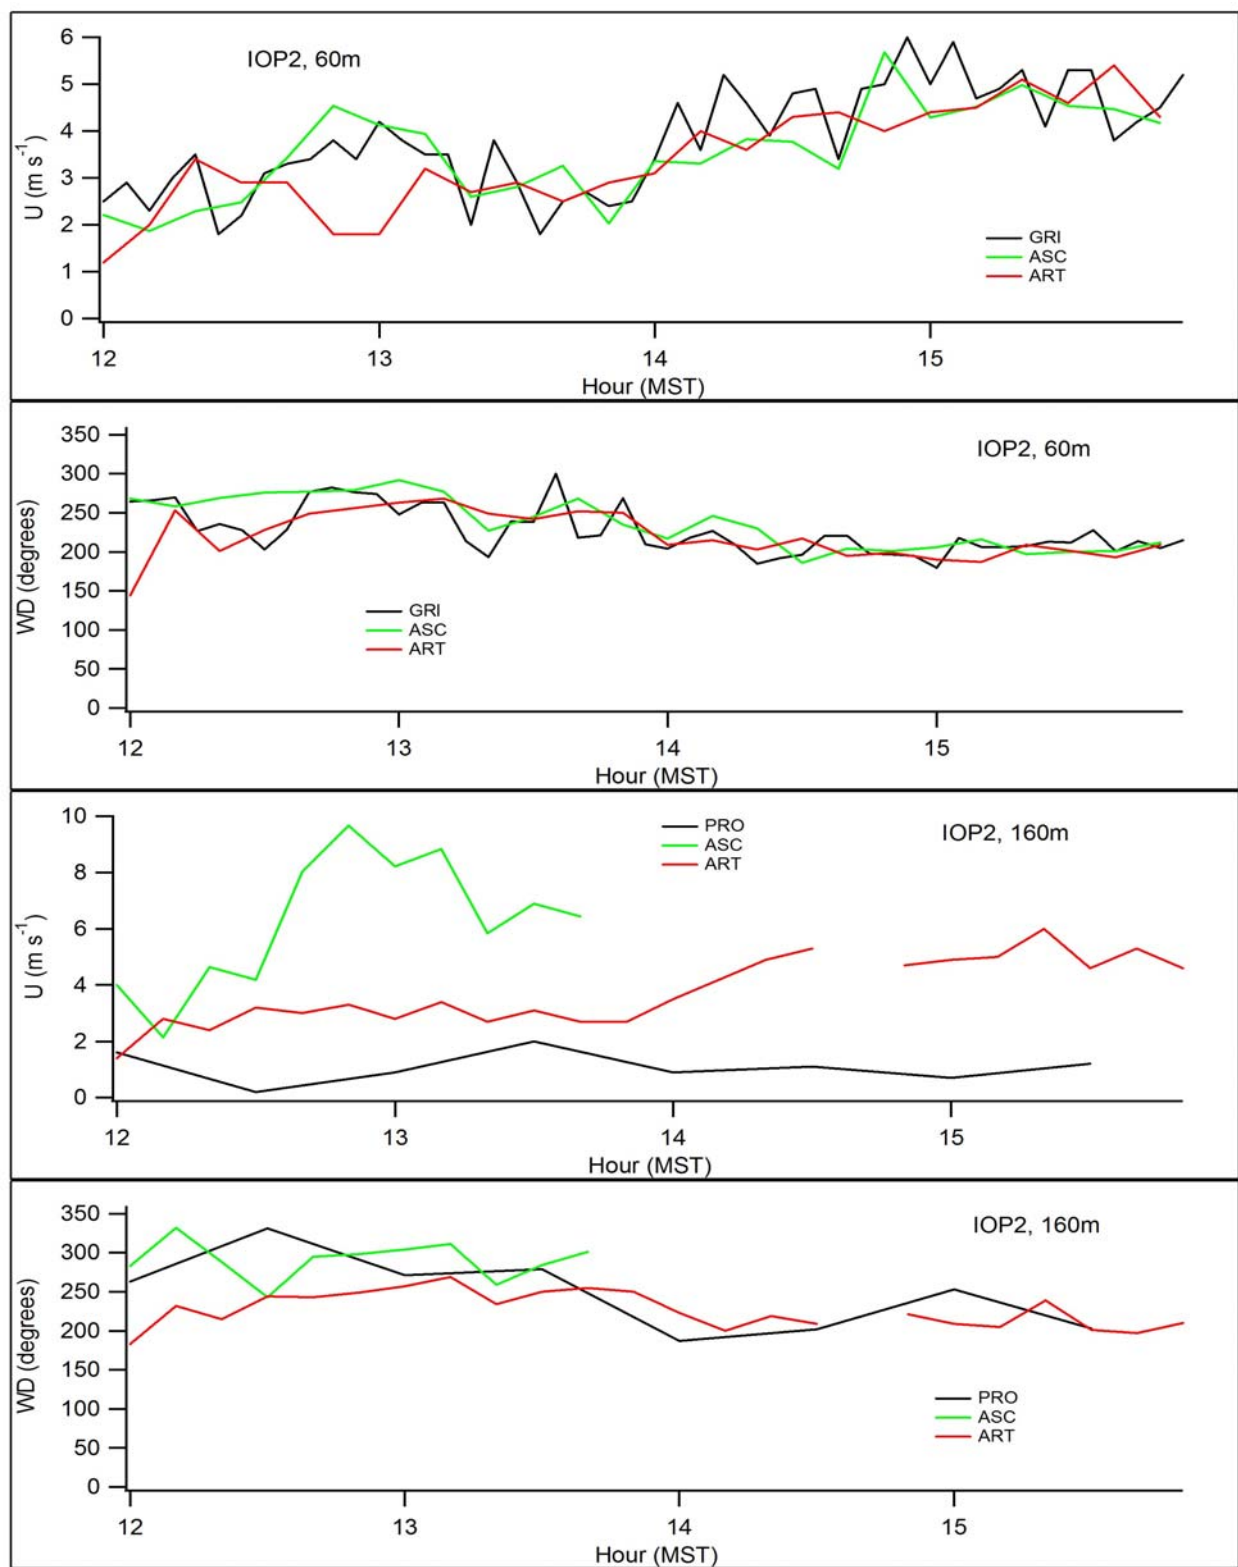 6
IOP2, 60m
5
4
U (m s⁻¹)
3
2
GRI
ASC
1
ART
0
12 13 14 15
Hour (MST)
350
IOP2, 60m
300
250
WD (degrees)
200
150
GRI
100
ASC
ART
50
0
12 13 14 15
Hour (MST)
10
PRO
IOP2, 160m
ASC
8
ART
6
U (m s⁻¹)
4
2
0
12 13 14 15
Hour (MST)
350
IOP2, 160m
300
250
WD (degrees)
200
150
PRO
100
ASC
50
ART
0
12 13 14 15
Hour (MST)